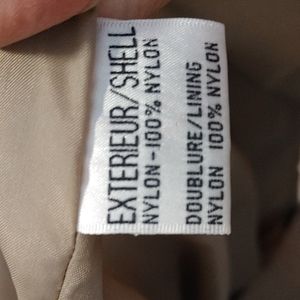 EXTERIEUR/SHELL
NYLON-100% NYLON
DOUBLURE/LINING
NYLON 100% NYLON